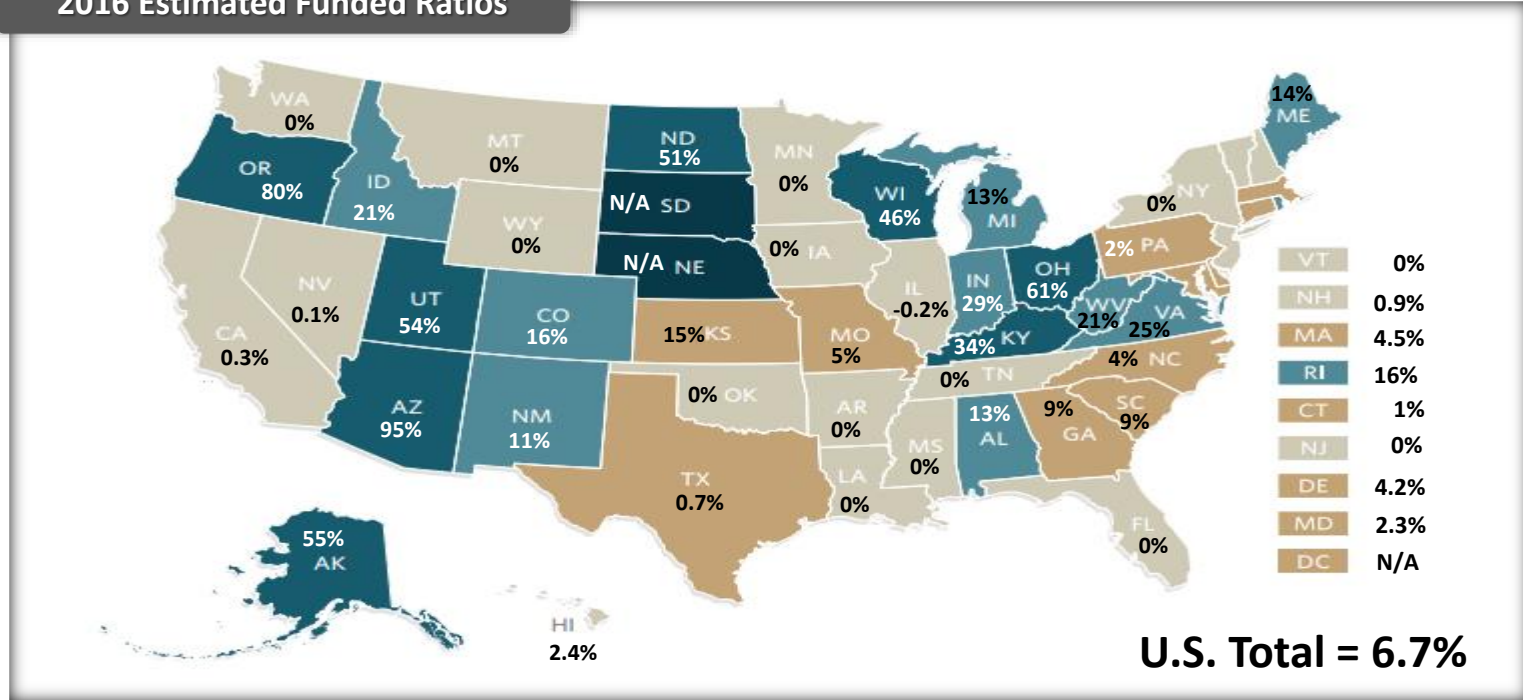 2016 Estimated Funded Ratios
WA
0%
OR
80%
ID
21%
MT
0%
ND
51%
MN
0%
WI
46%
13%
MI
14%
ME
NY
0%
N/A SD
WY
0%
N/A NE
0% IA
NV
0.1%
CA
0.3%
UT
54%
CO
16%
15% KS
MO
5%
IL
-0.2%
IN
29%
OH
61%
2% PA
WV
21%
VA
25%
34% KY
4% NC
0% TN
AZ
95%
NM
11%
0% OK
AR
0%
MS
0%
13%
AL
9%
GA
SC
9%
TX
0.7%
LA
0%
FL
0%
55%
AK
HI
2.4%
VT 0%
NH 0.9%
MA 4.5%
RI 16%
CT 1%
NJ 0%
DE 4.2%
MD 2.3%
DC N/A
U.S. Total = 6.7%